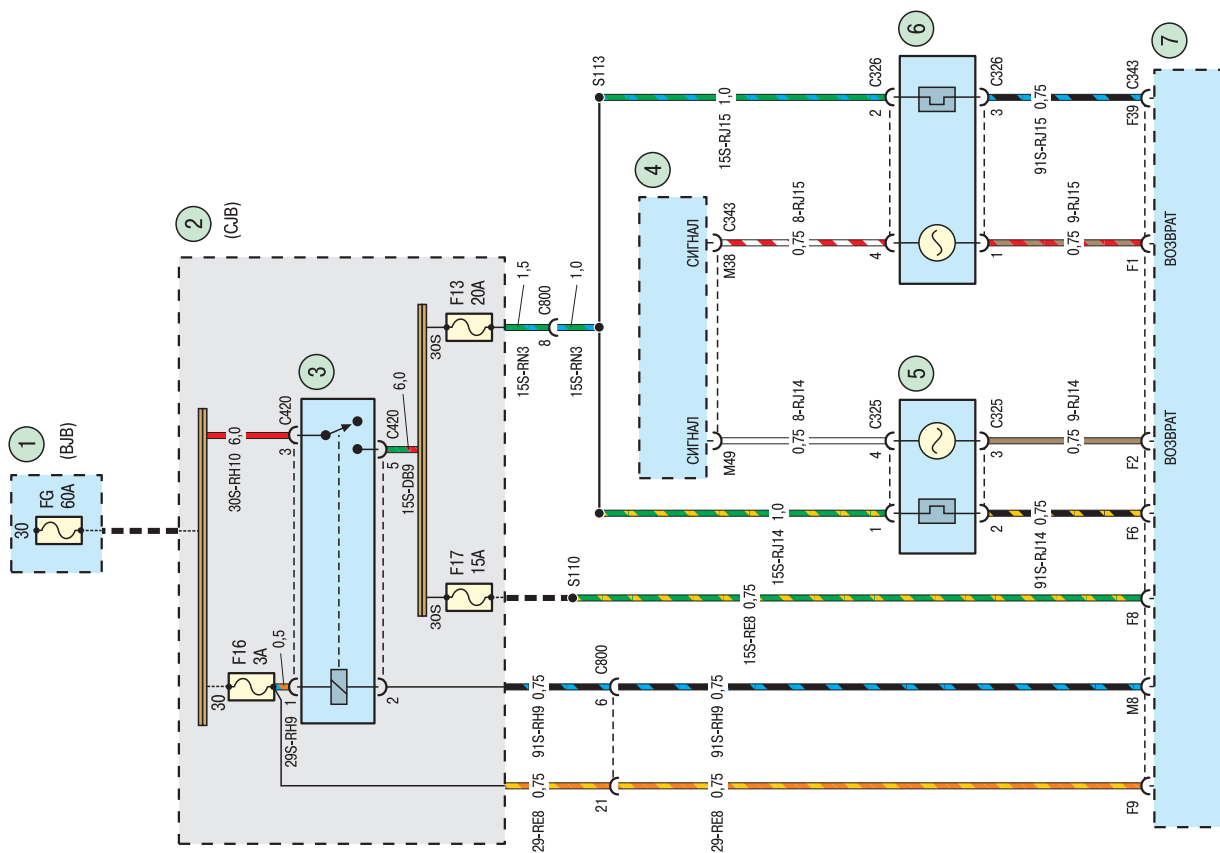 1
(BJB)
30
FG
60A
2
(CJB)
30
F16
3A
0,5
29S-RH9
1
2
30S-RH10 6,0
3
C420
3
5
C420
15S-DB9
6,0
30S
F17
15A
30S
F13
20A
S110
15S-RN3
1,5
8
C800
15S-RN3
1,0
S113
4
СИГНАЛ
СИГНАЛ
M49
M38
C343
0,75 8-RJ14
0,75 8-RJ15
15S-RJ14 1,0
15S-RJ15 1,0
5
1
4
C325
2
3
C325
6
4
2
C326
1
3
C326
91S-RJ14 0,75
0,75 9-RJ14
0,75 9-RJ15
91S-RJ15 0,75
29-RE8 0,75
91S-RH9 0,75
21
6
C800
29-RE8 0,75
91S-RH9 0,75
15S-RE8 0,75
F9
M8
F8
F6
F2
F1
F39
C343
ВОЗВРАТ
ВОЗВРАТ
7